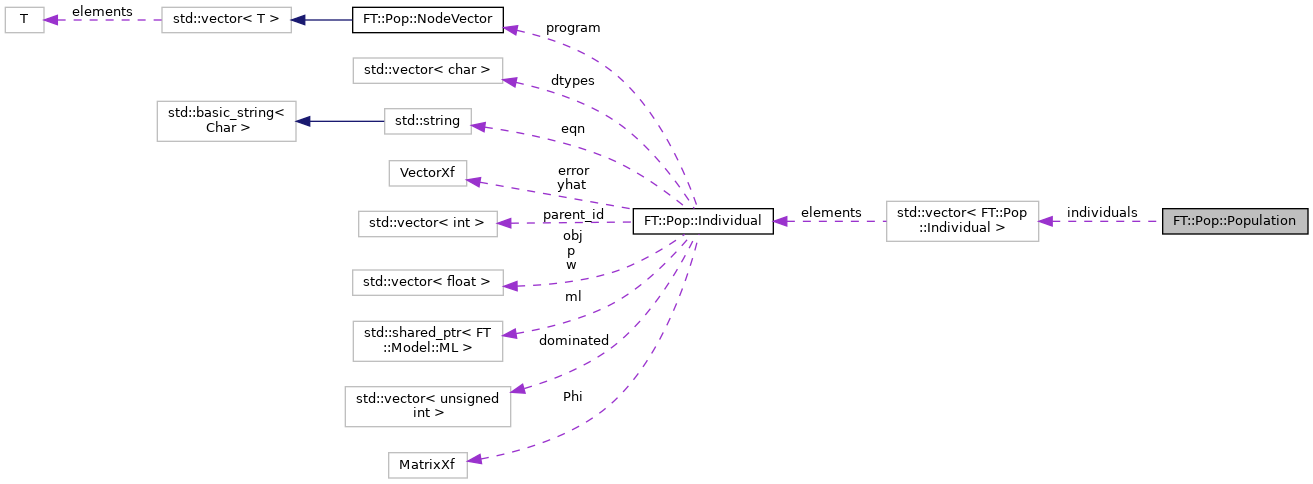 T
elements
std::vector< T >
FT::Pop::NodeVector
program
std::vector< char >
dtypes
std::basic_string<
Char >
std::string
eqn
VectorXf
error
yhat
std::vector< int >
parent_id
FT::Pop::Individual
elements
std::vector< FT::Pop
::Individual >
individuals
FT::Pop::Population
obj
p
w
std::vector< float >
ml
std::shared_ptr< FT
::Model::ML >
dominated
std::vector< unsigned
int >
Phi
MatrixXf